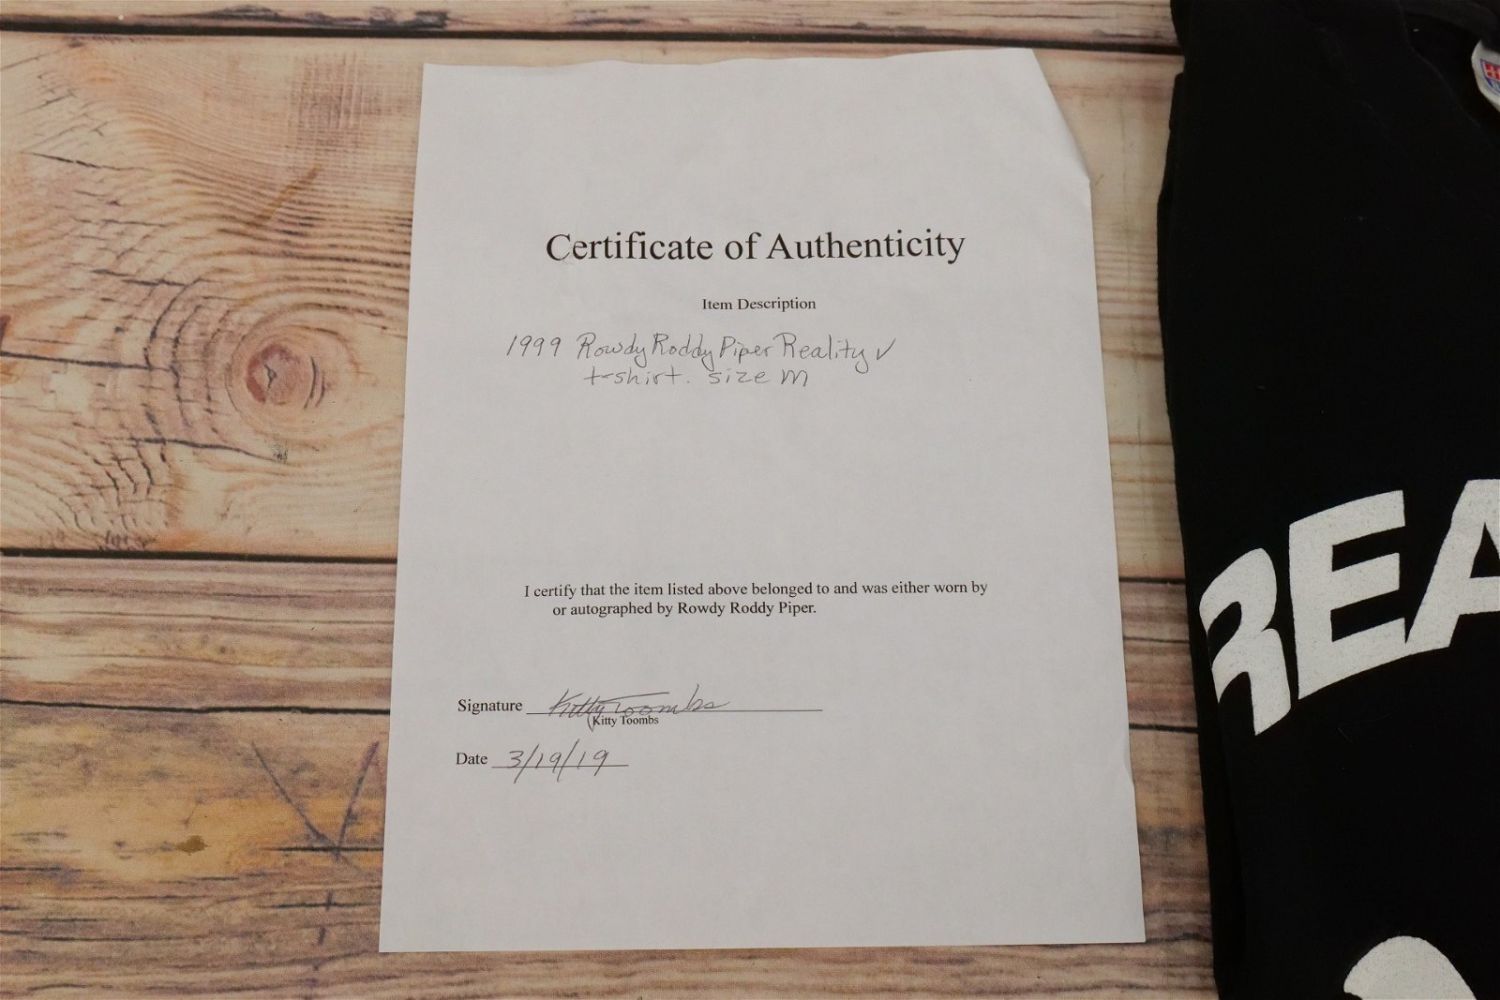 Certificate of Authenticity
Item Description
1999 Rowdy Roddy Piper Reality ✓
t-shirt. size M
I certify that the item listed above belonged to and was either worn by
or autographed by Rowdy Roddy Piper.
Signature Kitty Toombs
Kitty Toombs
Date 3/19/19
REA